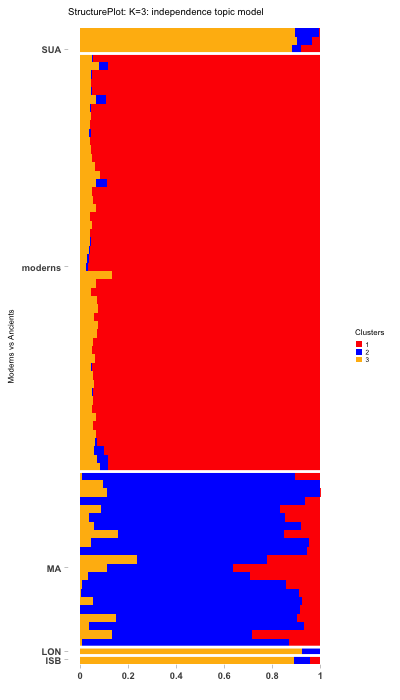 StructurePlot: K=3: independence topic model
SUA
moderns
MA
LON
ISB
Moderns vs Ancients
0
0.2
0.4
0.6
0.8
1
Clusters
1
2
3